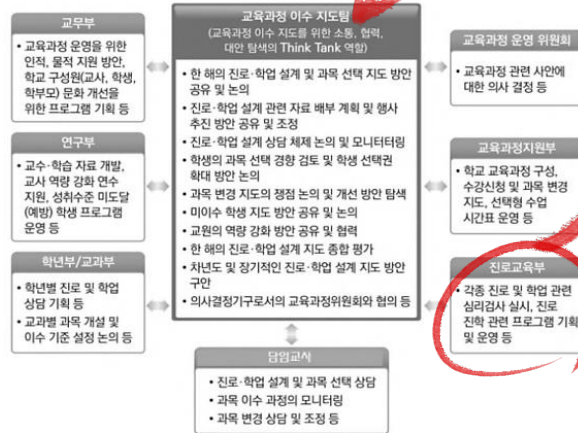 교무부
• 교육과정 운영을 위한
인적, 물적 지원 방안,
학교 구성원(교사, 학생,
학부모) 문화 개선을
위한 프로그램 기획 등
연구부
• 교수·학습 자료 개발,
교사 역량 강화 연수
지원, 성취수준 미도달
(예방) 학생 프로그램
운영 등
학년부/교과부
• 학년별 진로 및 학업
상담 기획 등
• 교과별 과목 개설 및
이수 기준 설정 논의 등
교육과정 이수 지도팀
(교육과정 이수 지도를 위한 소통, 협력,
대안 탐색의 Think Tank 역할)
• 한 해의 진로·학업 설계 및 과목 선택 지도 방안
공유 및 논의
• 진로·학업 설계 관련 자료 배부 계획 및 행사
추진 방안 공유 및 조정
• 진로·학업 설계 상담 체제 논의 및 모니터터링
• 학생의 과목 선택 경향 검토 및 학생 선택권
확대 방안 논의
• 과목 변경 지도의 쟁점 논의 및 개선 방안 탐색
• 미이수 학생 지도 방안 공유 및 논의
• 교원의 역량 강화 방안 공유 및 협력
• 한 해의 진로·학업 설계 지도 종합 평가
• 차년도 및 장기적인 진로·학업 설계 지도 방안
구안
• 의사결정기구로서의 교육과정위원회와 협의 등
교육과정 운영 위원회
• 교육과정 관련 사안에
대한 의사 결정 등
교육과정지원부
• 학교 교육과정 구성,
수강신청 및 과목 변경
지도, 선택형 수업
시간표 운영 등
진로교육부
• 각종 진로 및 학업 관련
심리검사 실시, 진로
진학 관련 프로그램 기획
및 운영 등
담임교사
• 진로·학업 설계 및 과목 선택 상담
• 과목 이수 과정의 모니터링
• 과목 변경 상담 및 조정 등